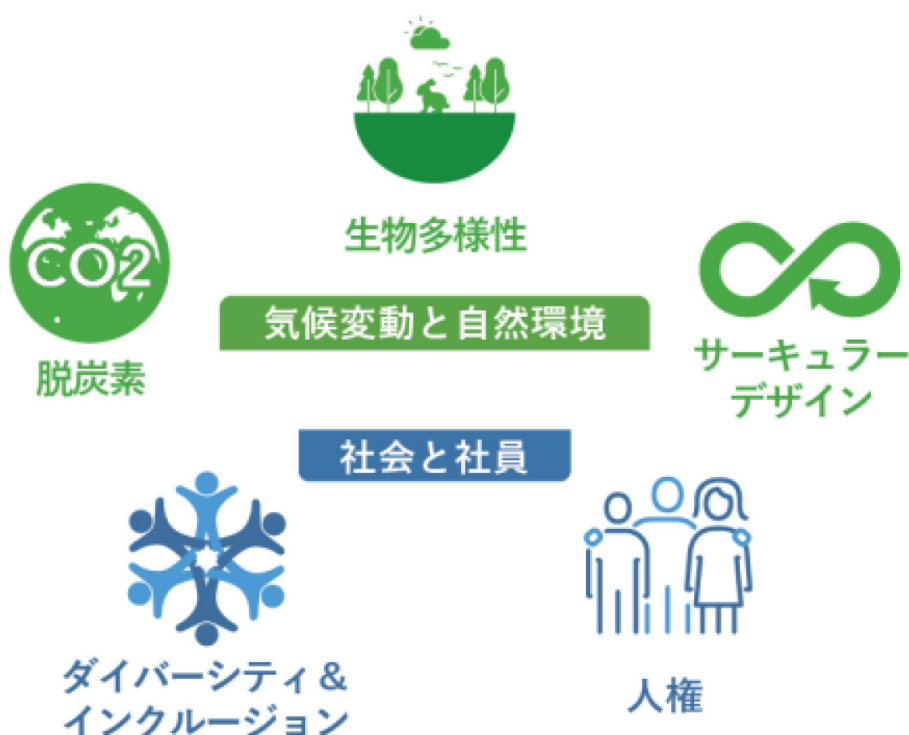 生物多様性
CO2
脱炭素
気候変動と自然環境
サーキュラー
デザイン
社会と社員
ダイバーシティ&
インクルージョン
人権